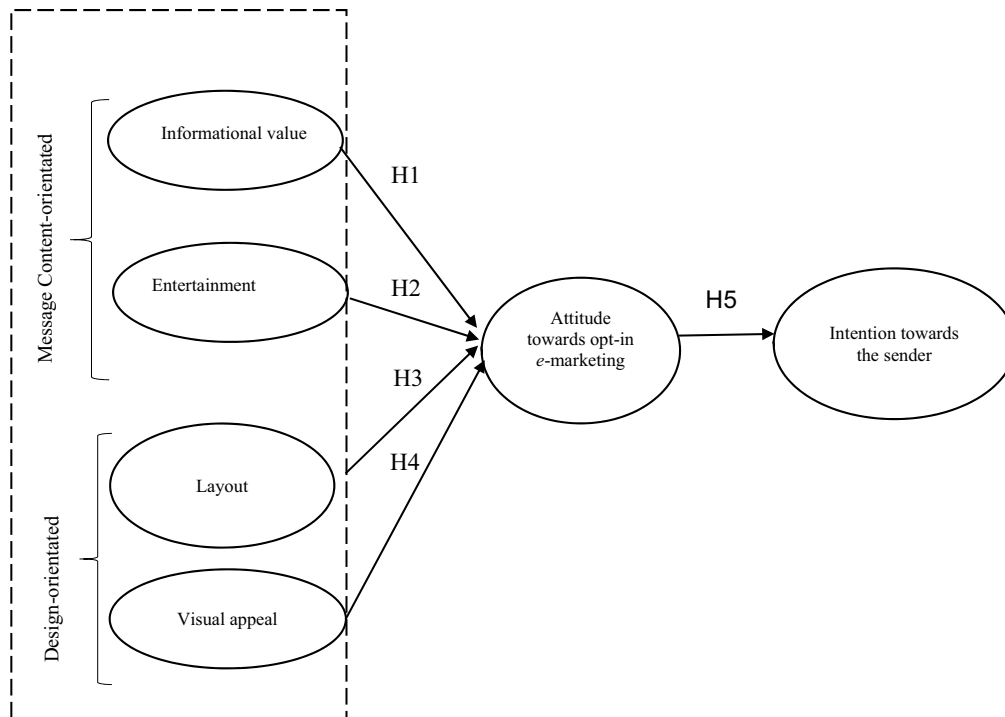 Message Content-orientated
Informational value
H1
Entertainment
H2
Attitude
towards opt-in
e-marketing
H5
Intention towards
the sender
H3
Design-orientated
Layout
H4
Visual appeal